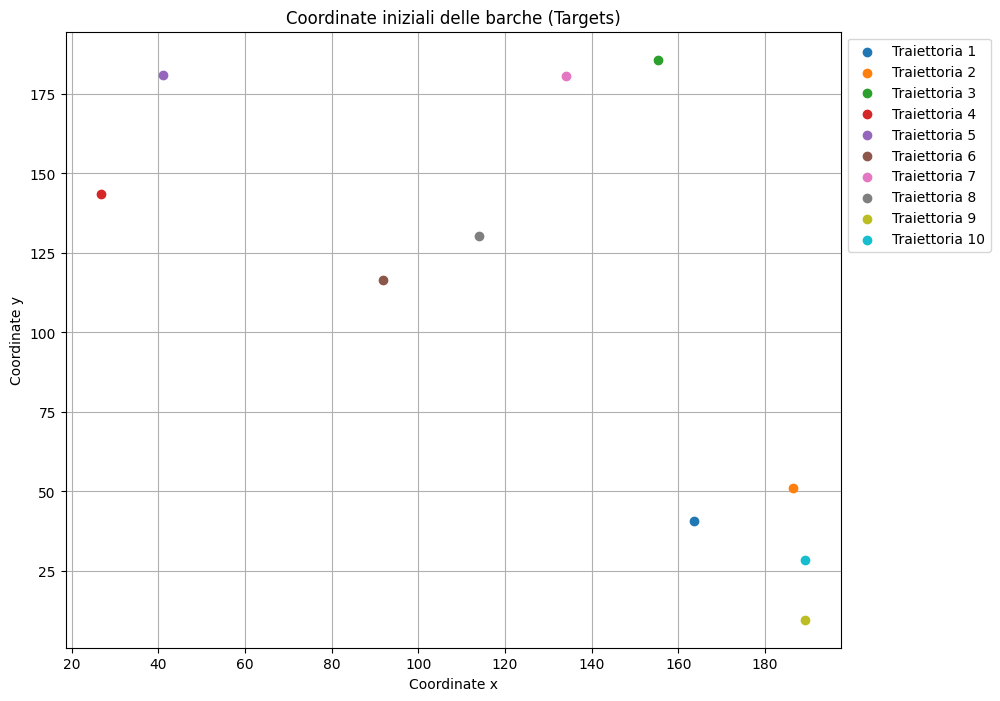 Coordinate iniziali delle barche (Targets)
Traiettoria 1
Traiettoria 2
Traiettoria 3
Traiettoria 4
Traiettoria 5
Traiettoria 6
Traiettoria 7
Traiettoria 8
Traiettoria 9
Traiettoria 10
Coordinate y
175
150
125
100
75
50
25
20 40 60 80 100 120 140 160 180
Coordinate x